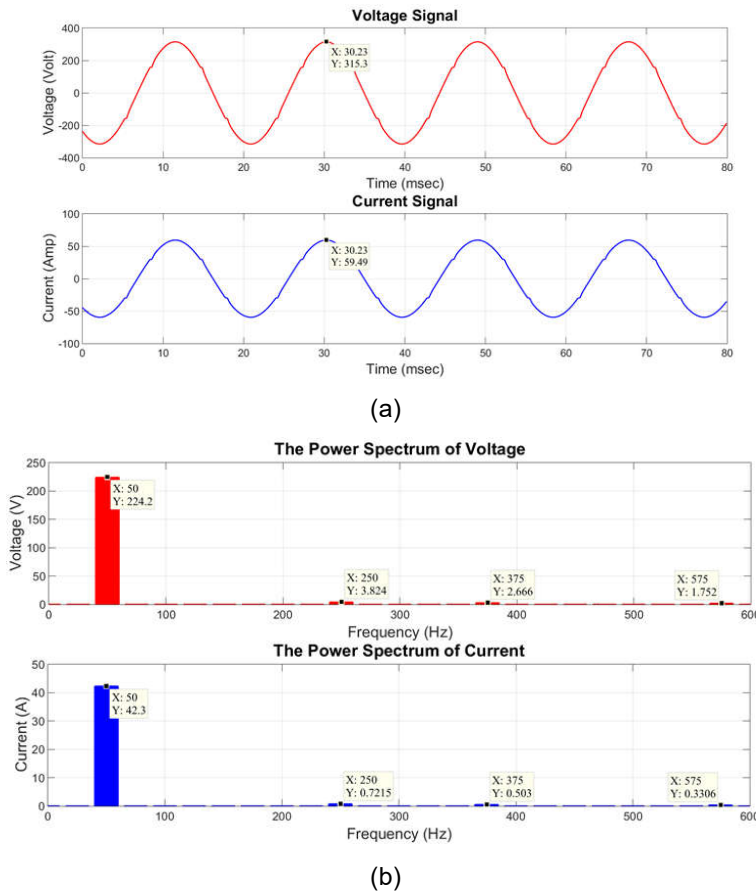 Voltage Signal
400
200
0
-200
-400
Voltage (Volt)
X: 30.23
Y: 315.3
0 10 20 30 40 50 60 70 80
Time (msec)
Current Signal
100
50
0
-50
-100
Current (Amp)
X: 30.23
Y: 59.49
0 10 20 30 40 50 60 70 80
Time (msec)
(a)
The Power Spectrum of Voltage
250
200
150
100
50
0
Voltage (V)
X: 50
Y: 224.2
X: 250
Y: 3.824
X: 375
Y: 2.666
X: 575
Y: 1.752
0 100 200 300 400 500 600
Frequency (Hz)
The Power Spectrum of Current
50
40
30
20
10
0
Current (A)
X: 50
Y: 42.3
X: 250
Y: 0.7215
X: 375
Y: 0.503
X: 575
Y: 0.3306
0 100 200 300 400 500 600
Frequency (Hz)
(b)